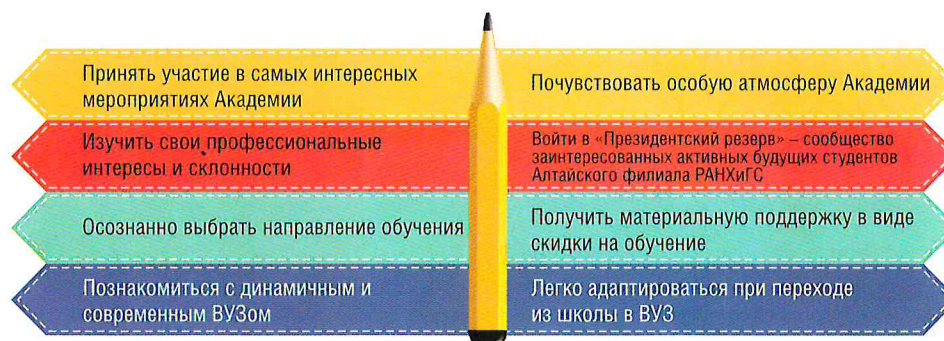 Принять участие в самых интересных
мероприятиях Академии
Почувствовать особую атмосферу Академии
Изучить свои профессиональные
интересы и склонности
Войти в «Президентский резерв» – сообщество
заинтересованных активных будущих студентов
Алтайского филиала РАНХиГС
Осознанно выбрать направление обучения
Получить материальную поддержку в виде
скидки на обучение
Познакомиться с динамичным и
современным ВУЗом
Легко адаптироваться при переходе
из школы в ВУЗ